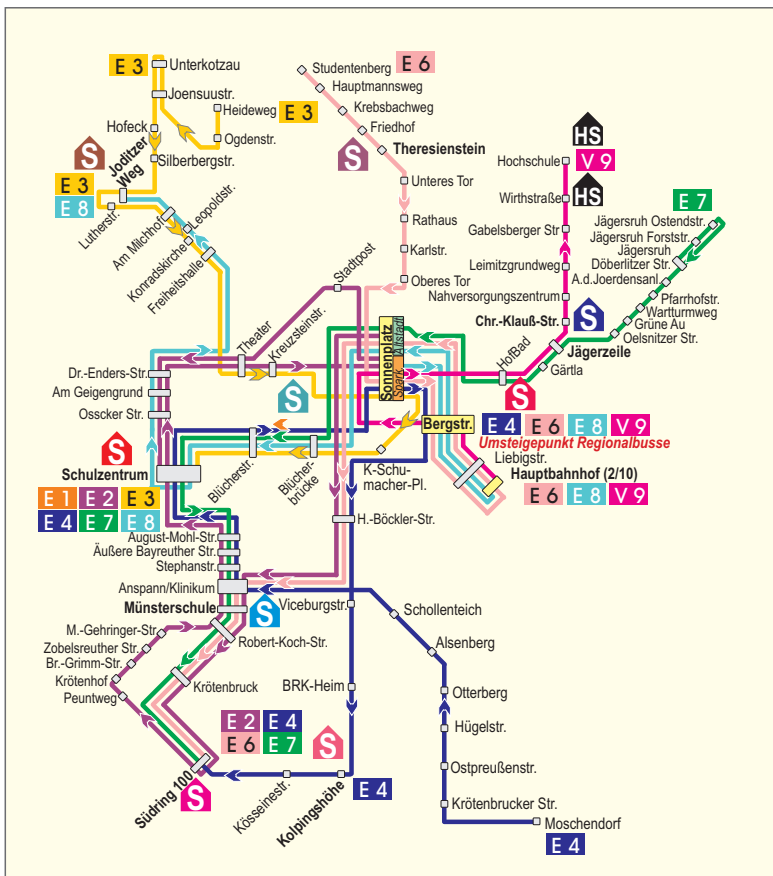 E 3
Unterkotzau
Joensuustr.
Heideweg
E 3
Ogdenstr.
Hofeck
Silberbergstr.
S
Joditzer
Weg
E 3
E 8
Lutherstr.
Am Milchhof
Leopoldstr.
Konradskirche
Freiheitshalle
Studentenberg
E 6
Hauptmannsweg
Krebsbachweg
Friedhof
Theresienstein
S
Unteres Tor
Rathaus
Karlstr.
Oberes Tor
HS
Hochschule
V 9
HS
Wirthstraße
Gabelsberger Str
Leimitzgrundweg
Nahversorgungszentrum
Chr.-Klauß-Str.
S
E 7
Jägersruh Ostendstr.
Jägersruh Forststr.
Jägersruh
Döberlitzer Str.
A.d.Joerdensanl.
Pfarrhofstr.
Wartturmweg
Grüne Au
Oelsnitzer Str.
Jägerzeile
Gärtla
HofBad
S
Stadtpost
Theater
Kreuzsteinstr.
S
Sonnenplatz
Altstadt
Spark.
Dr.-Enders-Str.
Am Geigengrund
Osscker Str.
S
Schulzentrum
E 1
E 2
E 3
E 4
E 7
E 8
Blücherstr.
Blücher-
brücke
Bergstr.
E 4
E 6
E 8
V 9
Umsteigepunkt Regionalbusse
Liebigstr.
Hauptbahnhof (2/10)
E 6
E 8
V 9
K-Schu-
macher-Pl.
H.-Böckler-Str.
August-Mohl-Str.
Äußere Bayreuther Str.
Stephanstr.
Anspann/Klinikum
Münsterschule
S
Viceburgstr.
Schollenteich
Alsenberg
M.-Gehringer-Str.
Zobelsreuther Str.
Br.-Grimm-Str.
Krötenhof
Peuntweg
Robert-Koch-Str.
Krötenbruck
BRK-Heim
Otterberg
Hügelstr.
Ostpreußenstr.
Krötenbrucker Str.
Moschendorf
E 4
E 2
E 4
E 6
E 7
S
Südring 100
S
Kösseinestr.
Kolpingshöhe
E 4